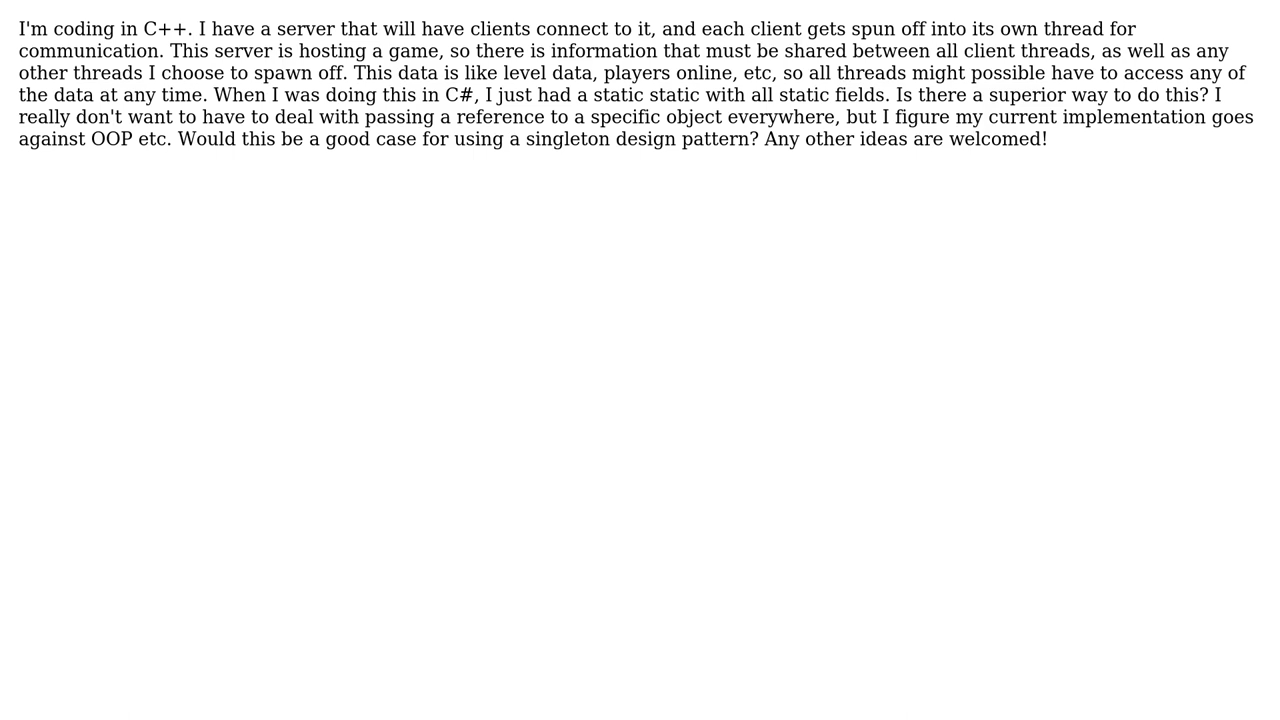 I'm coding in C++. I have a server that will have clients connect to it, and each client gets spun off into its own thread for
communication. This server is hosting a game, so there is information that must be shared between all client threads, as well as any
other threads I choose to spawn off. This data is like level data, players online, etc, so all threads might possible have to access any of
the data at any time. When I was doing this in C#, I just had a static static with all static fields. Is there a superior way to do this? I
really don't want to have to deal with passing a reference to a specific object everywhere, but I figure my current implementation goes
against OOP etc. Would this be a good case for using a singleton design pattern? Any other ideas are welcomed!